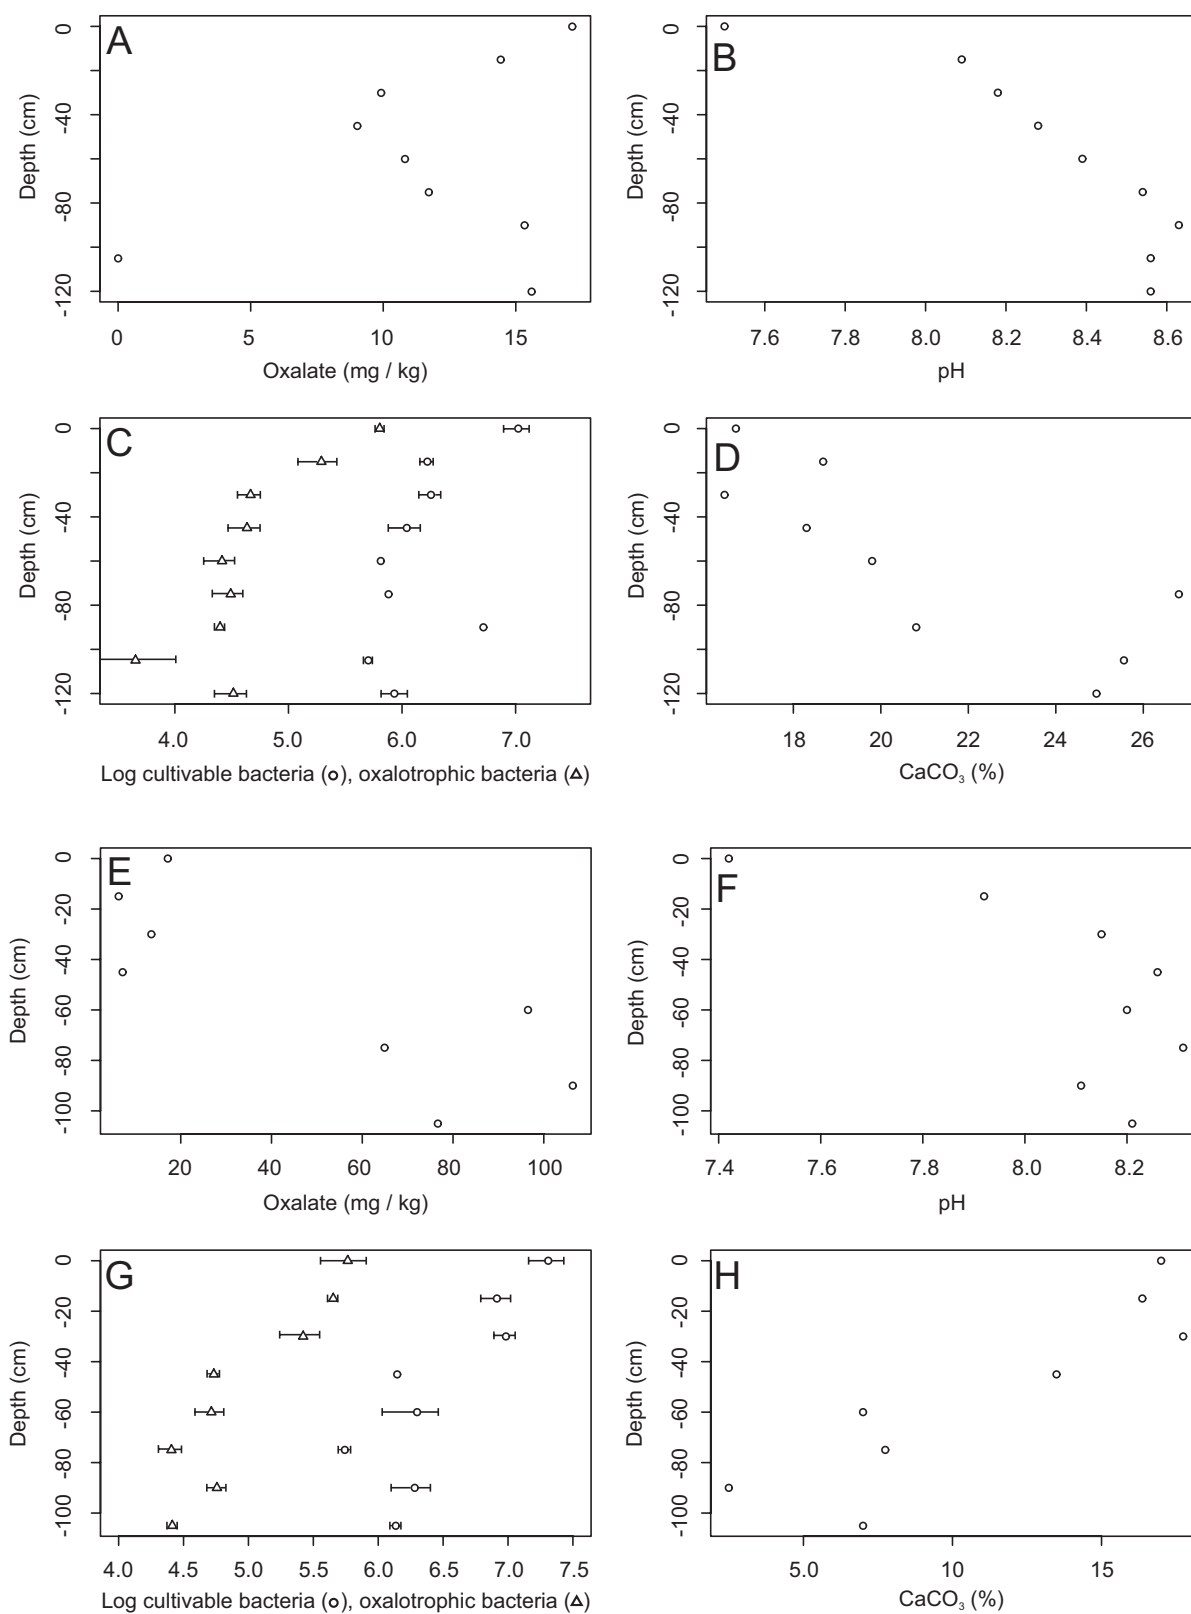 A
0
-40
-80
-120
Depth (cm)
0 5 10 15
Oxalate (mg / kg)
B
0
-40
-80
-120
Depth (cm)
7.6 7.8 8.0 8.2 8.4 8.6
pH
C
0
-40
-80
-120
Depth (cm)
4.0 5.0 6.0 7.0
Log cultivable bacteria (o), oxalotrophic bacteria (△)
D
0
-40
-80
-120
Depth (cm)
18 20 22 24 26
CaCO₃ (%)
E
0
-20
-40
-60
-80
-100
Depth (cm)
20 40 60 80 100
Oxalate (mg / kg)
F
0
-20
-40
-60
-80
-100
Depth (cm)
7.4 7.6 7.8 8.0 8.2
pH
G
0
-20
-40
-60
-80
-100
Depth (cm)
4.0 4.5 5.0 5.5 6.0 6.5 7.0 7.5
Log cultivable bacteria (o), oxalotrophic bacteria (△)
H
0
-20
-40
-60
-80
-100
Depth (cm)
5.0 10 15
CaCO₃ (%)